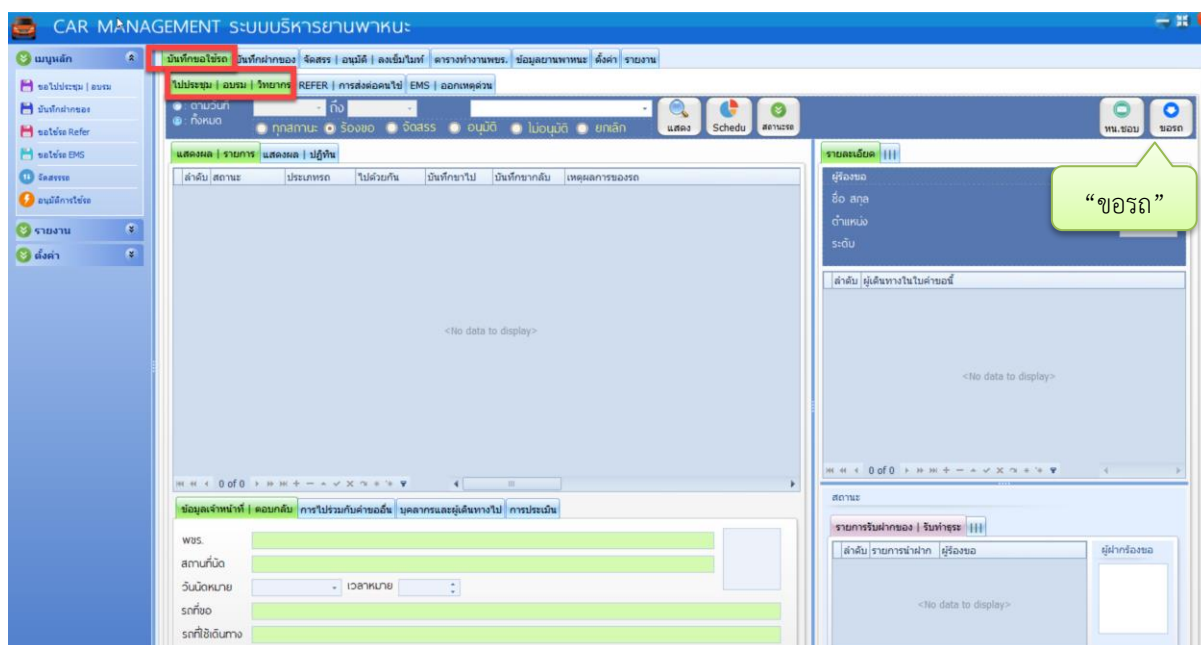 CAR MANAGEMENT ระบบบริหารยานพาหนะ
เมนูหลัก
ขอไปประชุม | อบรม
บันทึกฝากของ
ขอใช้รถ Refer
ขอใช้รถ EMS
จัดสรรรถ
อนุมัติการใช้รถ
รายงาน
ตั้งค่า
บันทึกขอใช้รถ บันทึกฝากของ จัดสรร | อนุมัติ | ลงเข็มไมท์ ตารางทำงานพขร. ข้อมูลยานพาหนะ ตั้งค่า รายงาน
ไปประชุม | อบรม | วิทยากร REFER | การส่งต่อคนไข้ EMS | ออกเหตุด่วน
: ตามวันที่ ถึง
: ทั้งหมด
ทุกสถานะ ร้องขอ จัดสรร อนุมัติ ไม่อนุมัติ ยกเลิก
แสดง Schedu สถานะรถ หน.ชอบ ขอรถ
“ขอรถ”
แสดงผล | รายการ แสดงผล | ปฏิทิน
ลำดับ สถานะ ประเภทรถ ไปด้วยกัน บันทึกขาไป บันทึกขากลับ เหตุผลการขอรถ
<No data to display>
0 of 0
รายละเอียด
ผู้ร้องขอ
ชื่อ สกุล
ตำแหน่ง
ระดับ
ลำดับ ผู้เดินทางในใบคำขอนี้
<No data to display>
0 of 0
ข้อมูลเจ้าหน้าที่ | ตอบกลับ การไปร่วมกับคำขออื่น บุคลากรและผู้เดินทางไป การประเมิน
พขร.
สถานที่นัด
วันนัดหมาย เวลาหมาย
รถที่ขอ
รถที่ใช้เดินทาง
สถานะ
รายการรับฝากของ | รับทำธุระ
ลำดับ รายการนำฝาก ผู้ร้องขอ
ผู้ฝากร้องขอ
<No data to display>